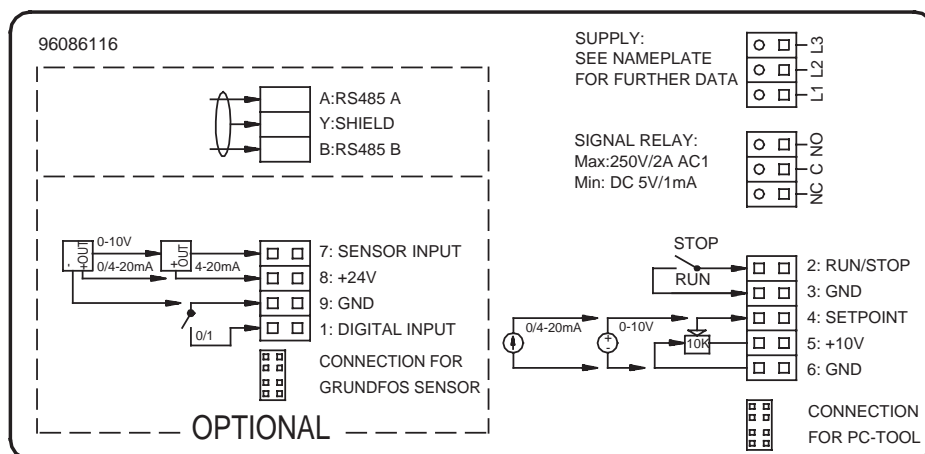 96086116
A:RS485 A
Y:SHIELD
B:RS485 B
0-10V
- +OUT
0/4-20mA
+OUT
4-20mA
7: SENSOR INPUT
8: +24V
9: GND
1: DIGITAL INPUT
0/1
CONNECTION FOR
GRUNDFOS SENSOR
OPTIONAL
SUPPLY:
SEE NAMEPLATE
FOR FURTHER DATA
L3
L2
L1
SIGNAL RELAY:
Max:250V/2A AC1
Min: DC 5V/1mA
NO
C
NC
STOP
RUN
2: RUN/STOP
3: GND
4: SETPOINT
5: +10V
6: GND
0/4-20mA
0-10V
+
-
10K
CONNECTION
FOR PC-TOOL